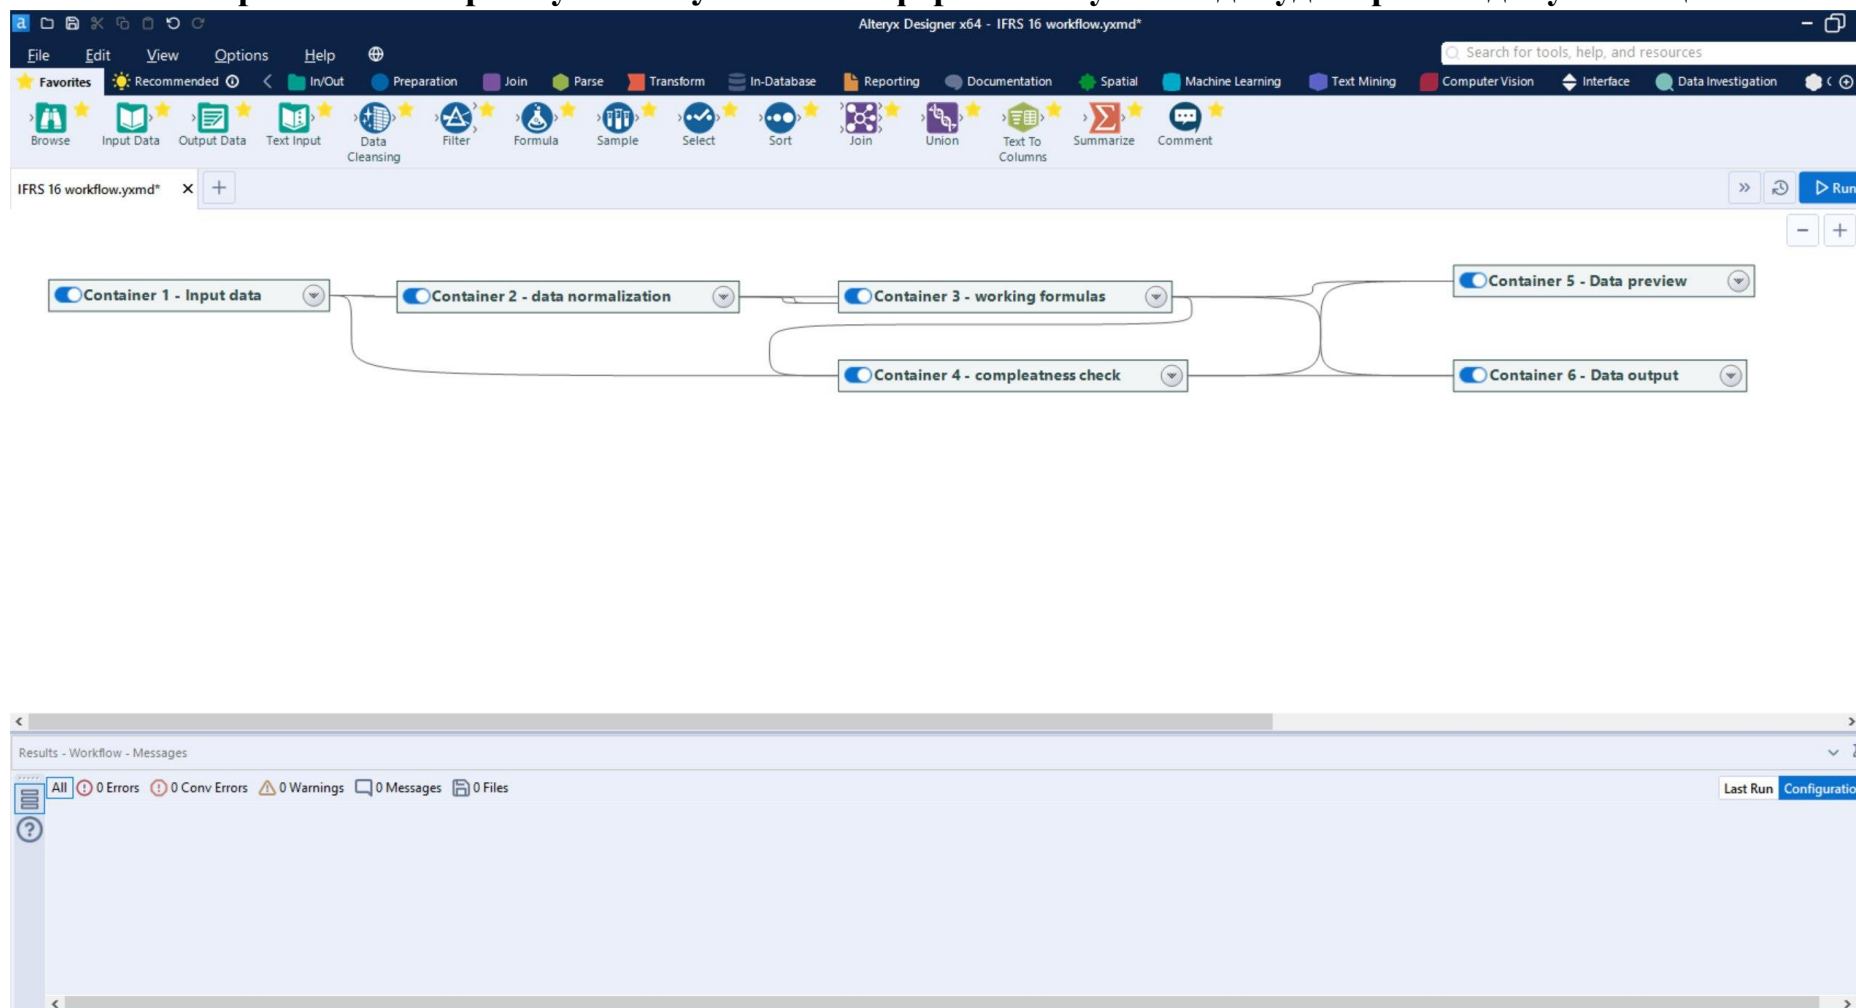 Alteryx Designer x64 - IFRS 16 workflow.yxmd*
File Edit View Options Help
Search for tools, help, and resources
Favorites Recommended In/Out Preparation Join Parse Transform In-Database Reporting Documentation Spatial Machine Learning Text Mining Computer Vision Interface Data Investigation
Browse Input Data Output Data Text Input Data Cleansing Filter Formula Sample Select Sort Join Union Text To Columns Summarize Comment
IFRS 16 workflow.yxmd*
Run
Container 1 - Input data
Container 2 - data normalization
Container 3 - working formulas
Container 5 - Data preview
Container 4 - compleatness check
Container 6 - Data output
Results - Workflow - Messages
All 0 Errors 0 Conv Errors 0 Warnings 0 Messages 0 Files
Last Run Configuratio